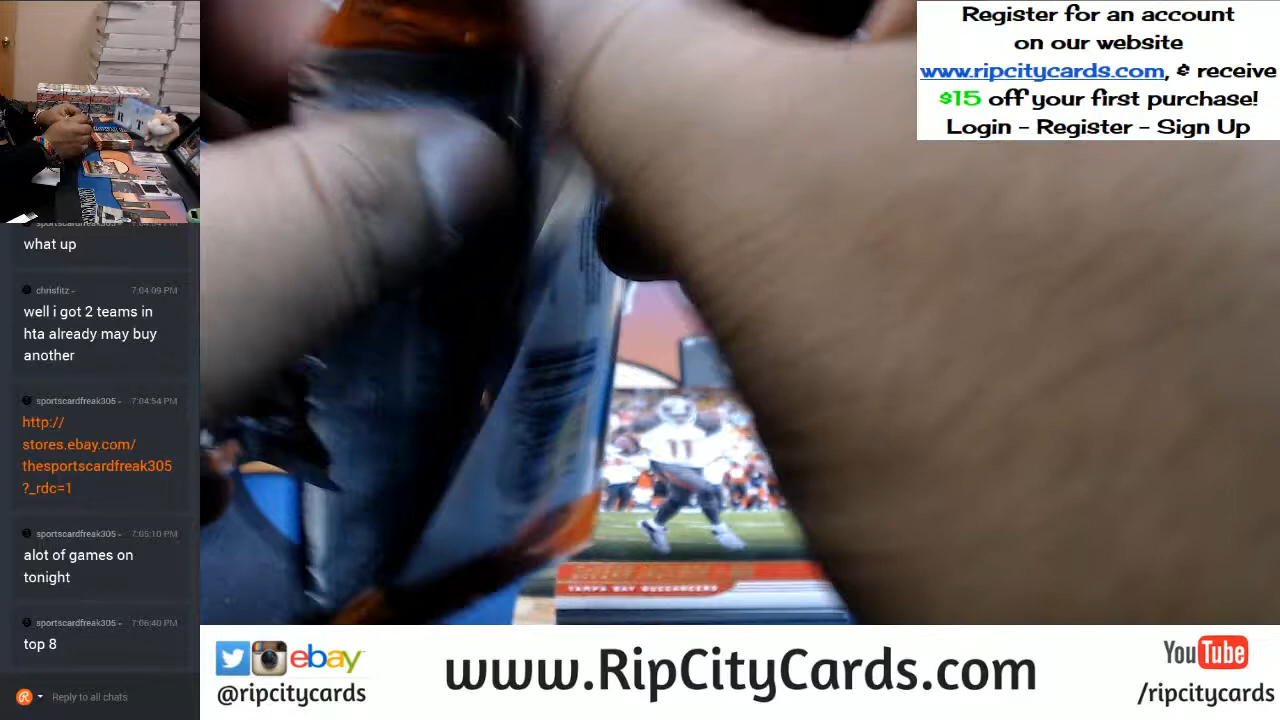 Register for an account
on our website
www.ripcitycards.com, & receive
$15 off your first purchase!
Login - Register - Sign Up
sportscardfreak305 -
what up
chrisfitz - 7:04:09 PM
well i got 2 teams in
hta already may buy
another
sportscardfreak305 - 7:04:54 PM
http://
stores.ebay.com/
thesportscardfreak305
?_rdc=1
sportscardfreak305 - 7:05:10 PM
alot of games on
tonight
sportscardfreak305 - 7:06:40 PM
top 8
Reply to all chats
11
TAMPA BAY BUCCANEERS
ebay
@ripcitycards
www.RipCityCards.com
YouTube
/ripcitycards